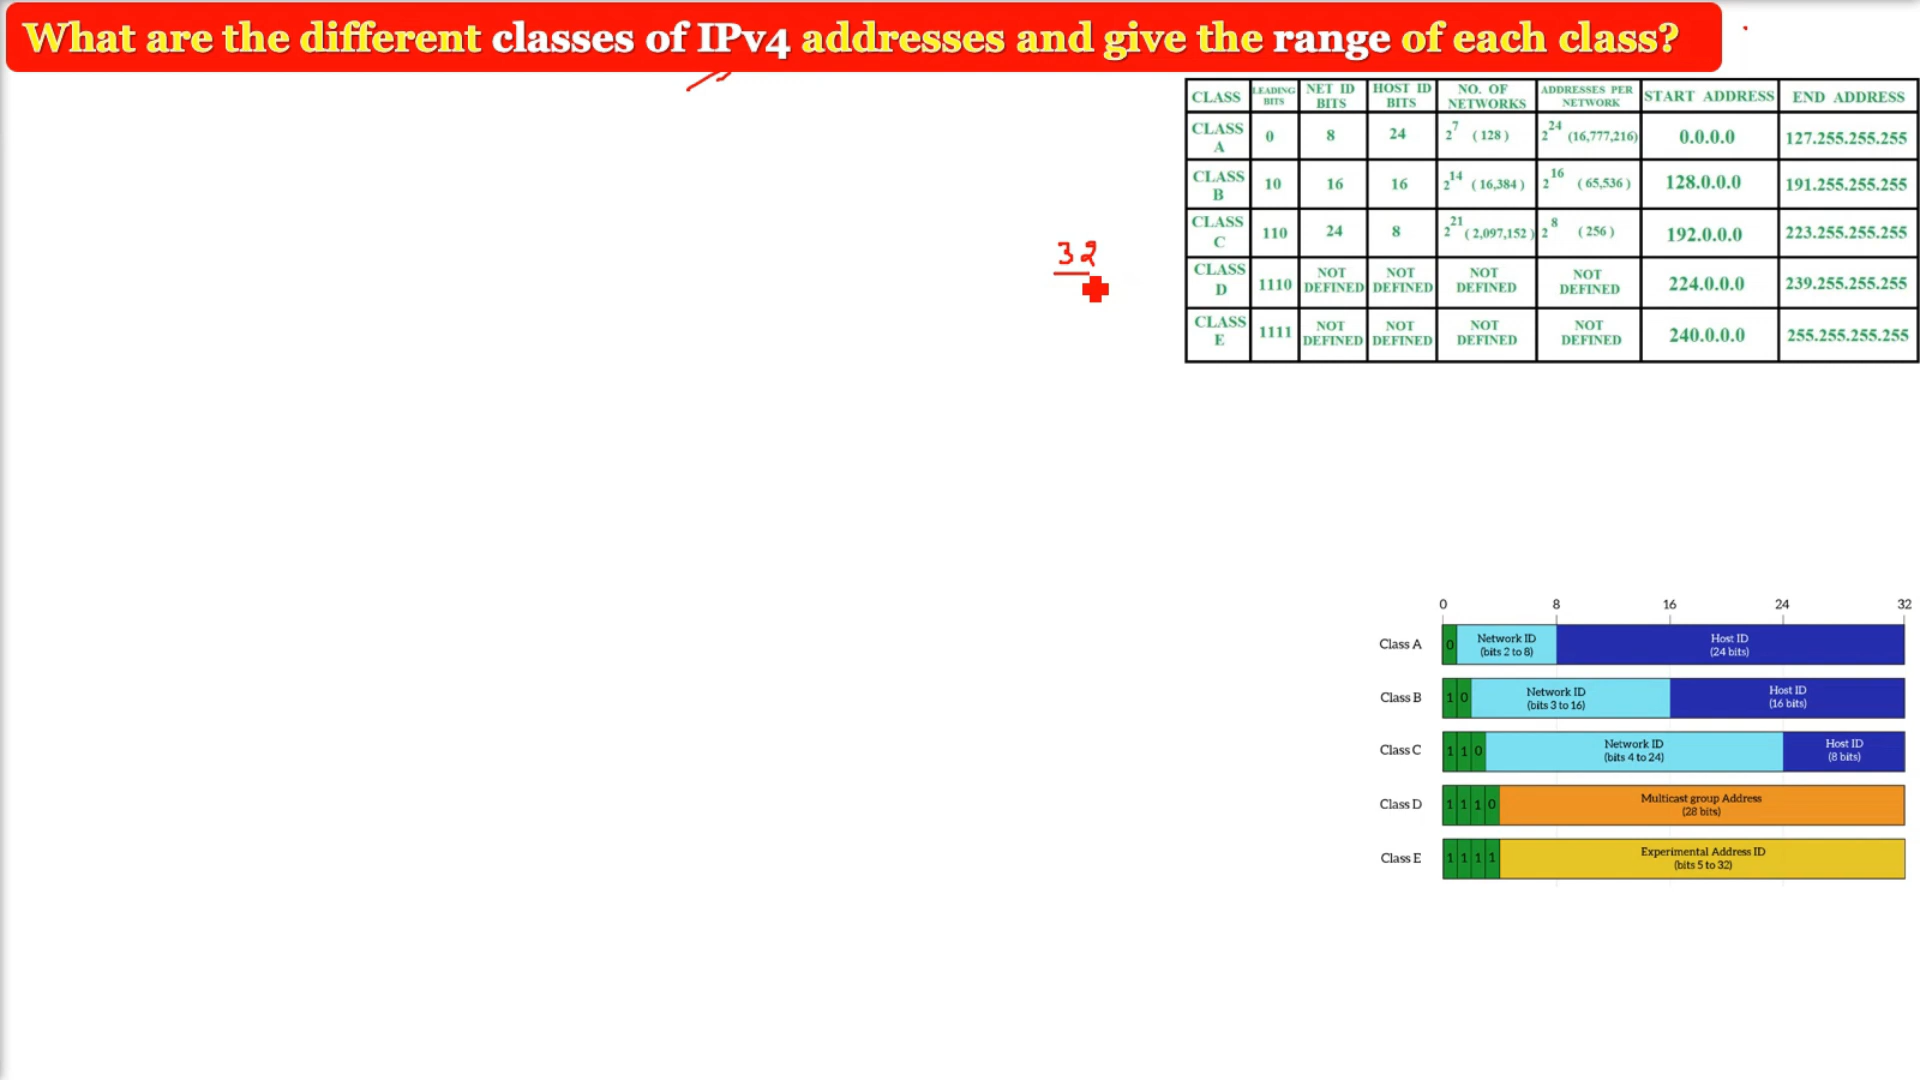 What are the different classes of IPv4 addresses and give the range of each class?
CLASS LEADING BITS NET ID BITS HOST ID BITS NO. OF NETWORKS ADDRESSES PER NETWORK START ADDRESS END ADDRESS
CLASS A 0 8 24 2^7 (128) 2^24 (16,777,216) 0.0.0.0 127.255.255.255
CLASS B 10 16 16 2^14 (16,384) 2^16 (65,536) 128.0.0.0 191.255.255.255
CLASS C 110 24 8 2^21 (2,097,152) 2^8 (256) 192.0.0.0 223.255.255.255
CLASS D 1110 NOT DEFINED NOT DEFINED NOT DEFINED NOT DEFINED 224.0.0.0 239.255.255.255
CLASS E 1111 NOT DEFINED NOT DEFINED NOT DEFINED NOT DEFINED 240.0.0.0 255.255.255.255
32
0 8 16 24 32
Class A 0 Network ID (bits 2 to 8) Host ID (24 bits)
Class B 1 0 Network ID (bits 3 to 16) Host ID (16 bits)
Class C 1 1 0 Network ID (bits 4 to 24) Host ID (8 bits)
Class D 1 1 1 0 Multicast group Address (28 bits)
Class E 1 1 1 1 Experimental Address ID (bits 5 to 32)